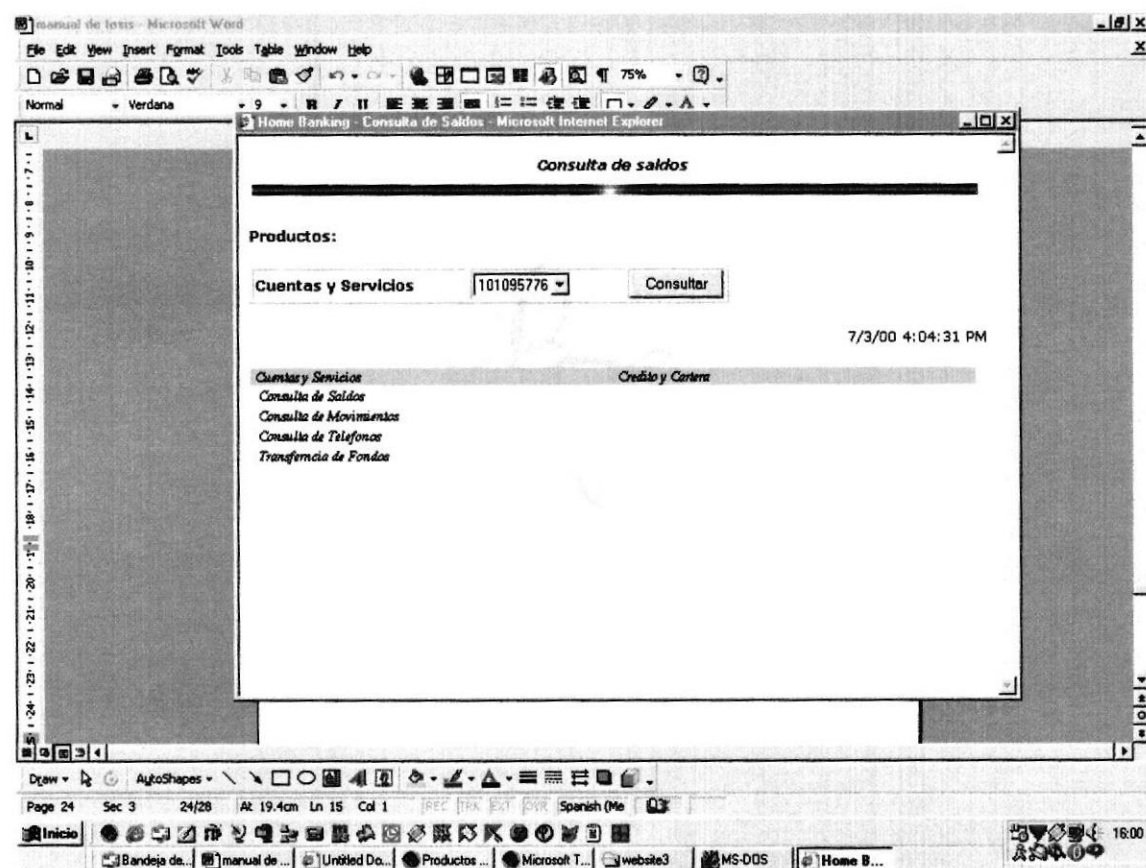 manual de tesis - Microsoft Word
File Edit View Insert Format Tools Table Window Help
75%
Normal Verdana 9 B I U
Home Banking - Consulta de Saldos - Microsoft Internet Explorer
Consulta de saldos
Productos:
Cuentas y Servicios 101095776 Consultar
7/3/00 4:04:31 PM
Cuentas y Servicios Credito y Cartera
Consulta de Saldos
Consulta de Movimientos
Consulta de Telefonos
Transferncia de Fondos
Draw AutoShapes
Page 24 Sec 3 24/28 At 19.4cm Ln 15 Col 1 REC TRK EXT OVR Spanish (Me
Inicio 16:00
Bandeja de... manual de ... Untitled Do... Productos ... Microsoft T... website3 MS-DOS Home B...